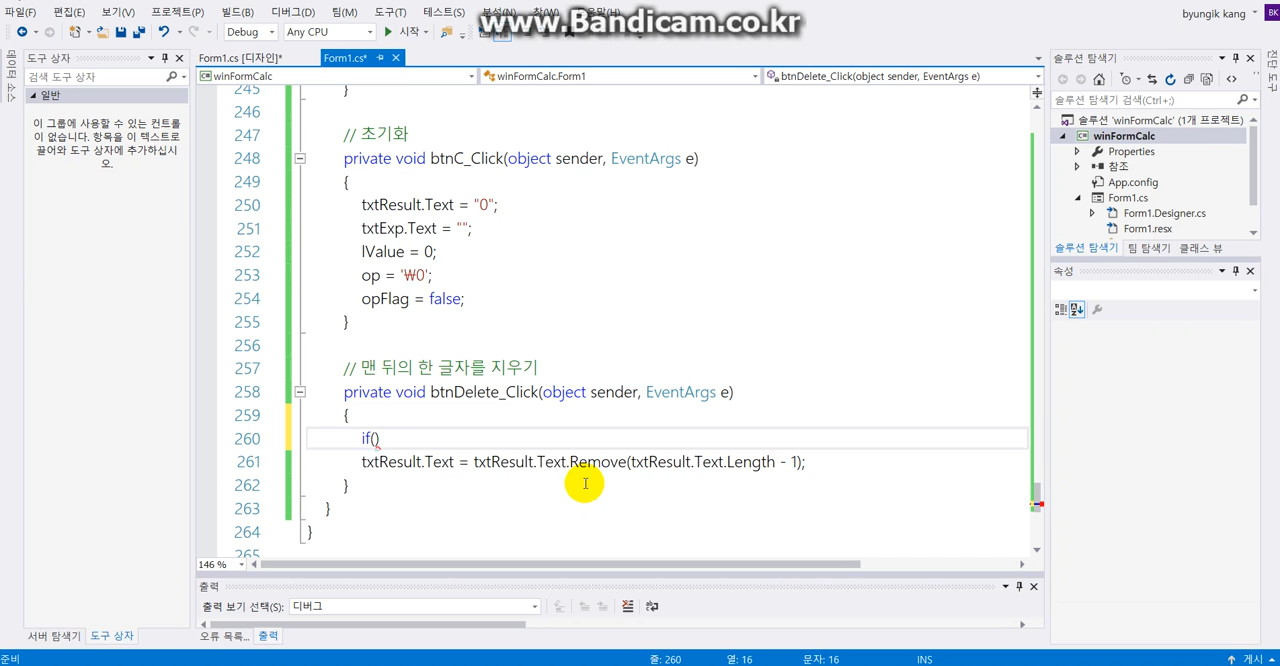 파일(F) 편집(E) 보기(V) 프로젝트(P) 빌드(B) 디버그(D) 팀(M) 도구(T) 테스트(S)
www.Bandicam.co.kr
byungik kang BK
Debug Any CPU 시작
도구 상자
Form1.cs [디자인]* Form1.cs*
솔루션 탐색기
검색 도구 상자
winFormCalc winFormCalc.Form1 btnDelete_Click(object sender, EventArgs e)
일반
이 그룹에 사용할 수 있는 컨트롤
이 없습니다. 항목을 이 텍스트로
끌어와 도구 상자에 추가하십시
오.
245 }
246
247 // 초기화
248 private void btnC_Click(object sender, EventArgs e)
249 {
250 txtResult.Text = "0";
251 txtExp.Text = "";
252 lValue = 0;
253 op = '₩0';
254 opFlag = false;
255 }
256
257 // 맨 뒤의 한 글자를 지우기
258 private void btnDelete_Click(object sender, EventArgs e)
259 {
260 if()
261 txtResult.Text = txtResult.Text.Remove(txtResult.Text.Length - 1);
262 }
263 }
264 }
265
146 %
솔루션 탐색기 검색(Ctrl+;)
솔루션 'winFormCalc' (1개 프로젝트)
winFormCalc
Properties
참조
App.config
Form1.cs
Form1.Designer.cs
Form1.resx
솔루션 탐색기 팀 탐색기 클래스 뷰
속성
출력
출력 보기 선택(S): 디버그
서버 탐색기 도구 상자
오류 목록... 출력
준비 줄: 260 열: 16 문자: 16 INS 게시
데이터 소스
진단 도구